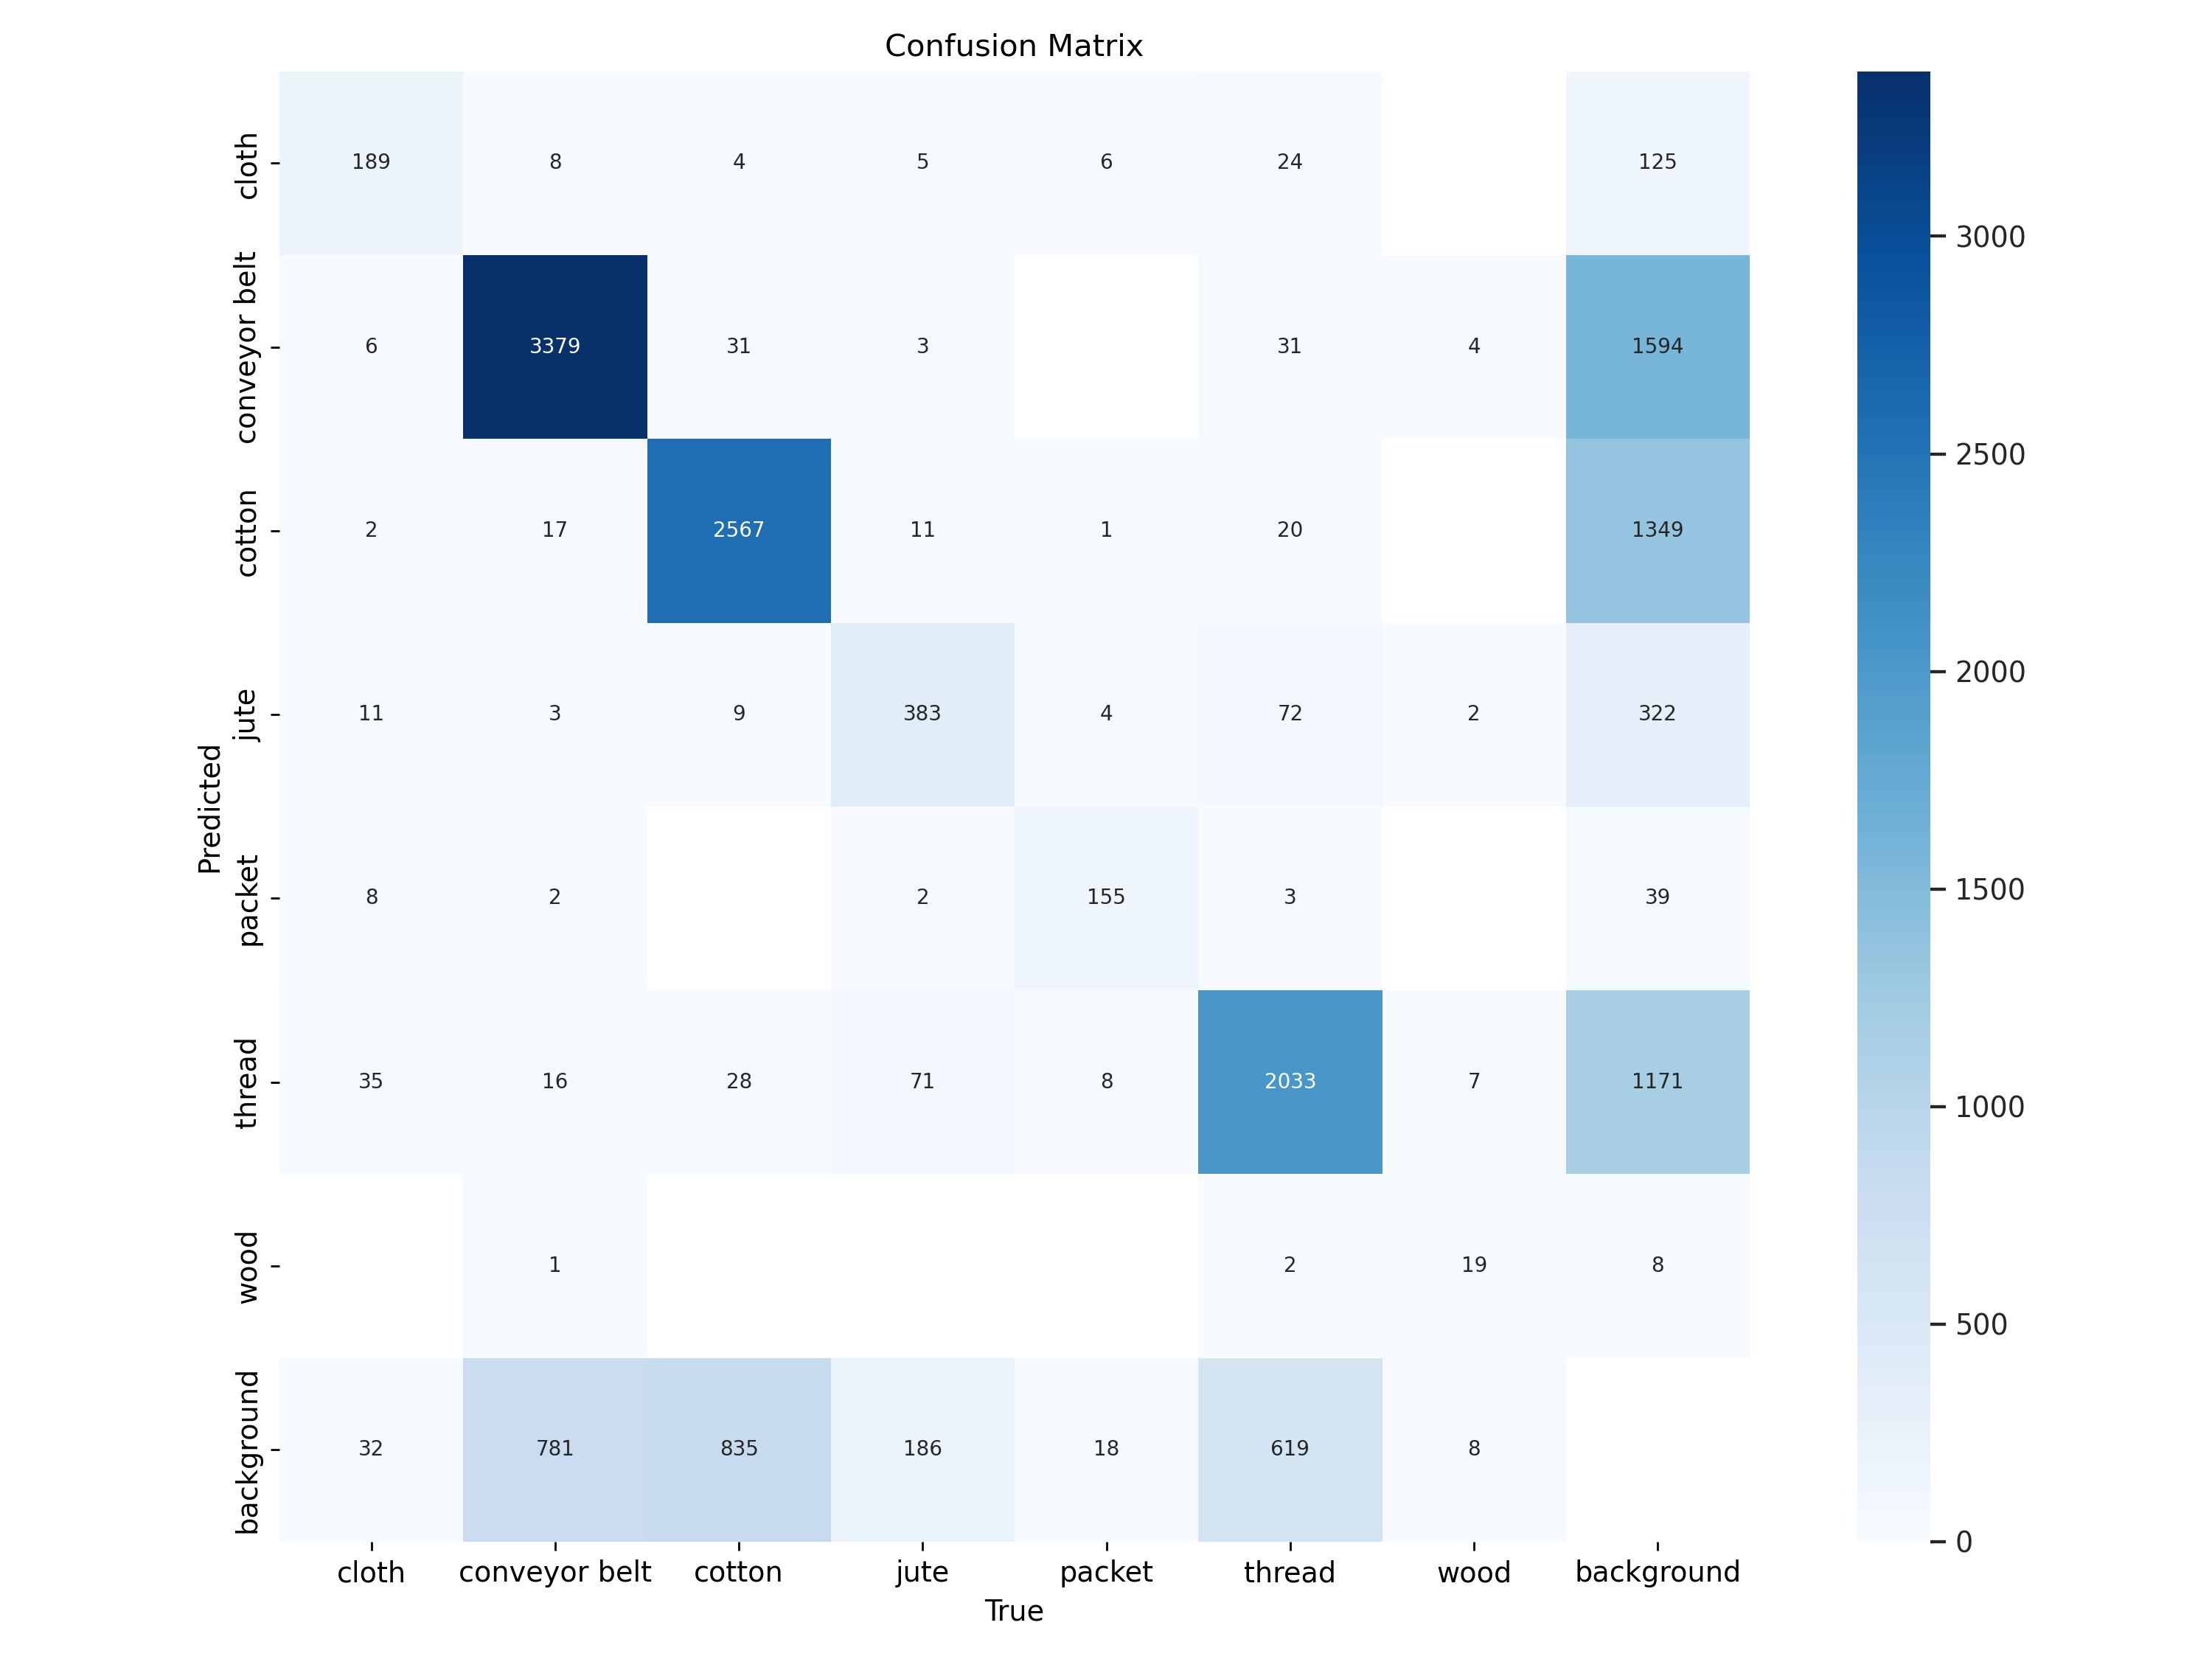 Confusion Matrix
cloth 189 8 4 5 6 24 125
conveyor belt 6 3379 31 3 31 4 1594
cotton 2 17 2567 11 1 20 1349
jute 11 3 9 383 4 72 2 322
packet 8 2 2 155 3 39
thread 35 16 28 71 8 2033 7 1171
wood 1 2 19 8
background 32 781 835 186 18 619 8
cloth conveyor belt cotton jute packet thread wood background
True
Predicted
3000
2500
2000
1500
1000
500
0